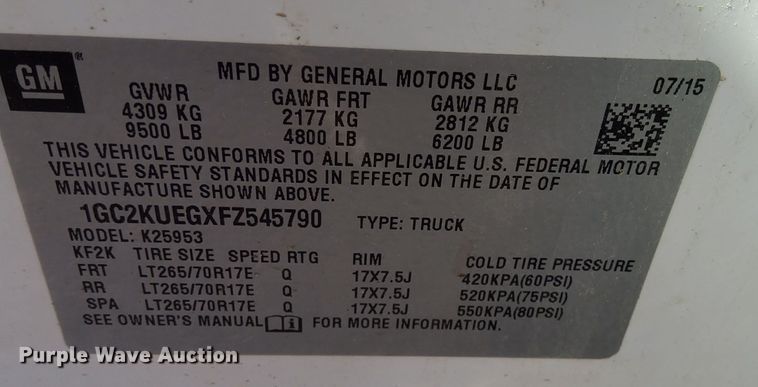 GM®
MFD BY GENERAL MOTORS LLC 07/15
GVWR GAWR FRT GAWR RR
4309 KG 2177 KG 2812 KG
9500 LB 4800 LB 6200 LB
THIS VEHICLE CONFORMS TO ALL APPLICABLE U.S. FEDERAL MOTOR
VEHICLE SAFETY STANDARDS IN EFFECT ON THE DATE OF
MANUFACTURE SHOWN ABOVE.
1GC2KUEGXFZ545790 TYPE: TRUCK
MODEL: K25953
KF2K TIRE SIZE SPEED RTG RIM COLD TIRE PRESSURE
FRT LT265/70R17E Q 17X7.5J 420KPA(60PSI)
RR LT265/70R17E Q 17X7.5J 520KPA(75PSI)
SPA LT265/70R17E Q 17X7.5J 550KPA(80PSI)
SEE OWNER'S MANUAL FOR MORE INFORMATION.
Purple Wave Auction